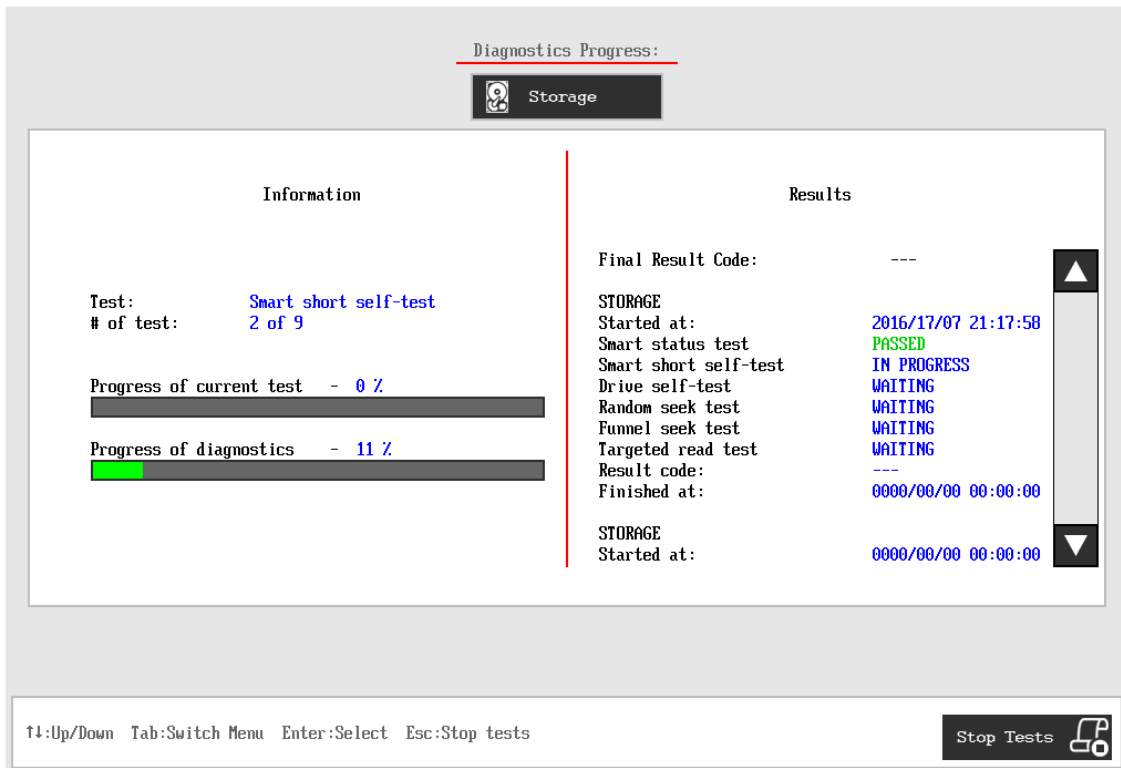 Diagnostics Progress:
Storage
Information
Test: Smart short self-test
# of test: 2 of 9
Progress of current test - 0 %
Progress of diagnostics - 11 %
Results
Final Result Code: ---
STORAGE
Started at: 2016/17/07 21:17:58
Smart status test PASSED
Smart short self-test IN PROGRESS
Drive self-test WAITING
Random seek test WAITING
Funnel seek test WAITING
Targeted read test WAITING
Result code: ---
Finished at: 0000/00/00 00:00:00
STORAGE
Started at: 0000/00/00 00:00:00
↑↓:Up/Down Tab:Switch Menu Enter:Select Esc:Stop tests
Stop Tests